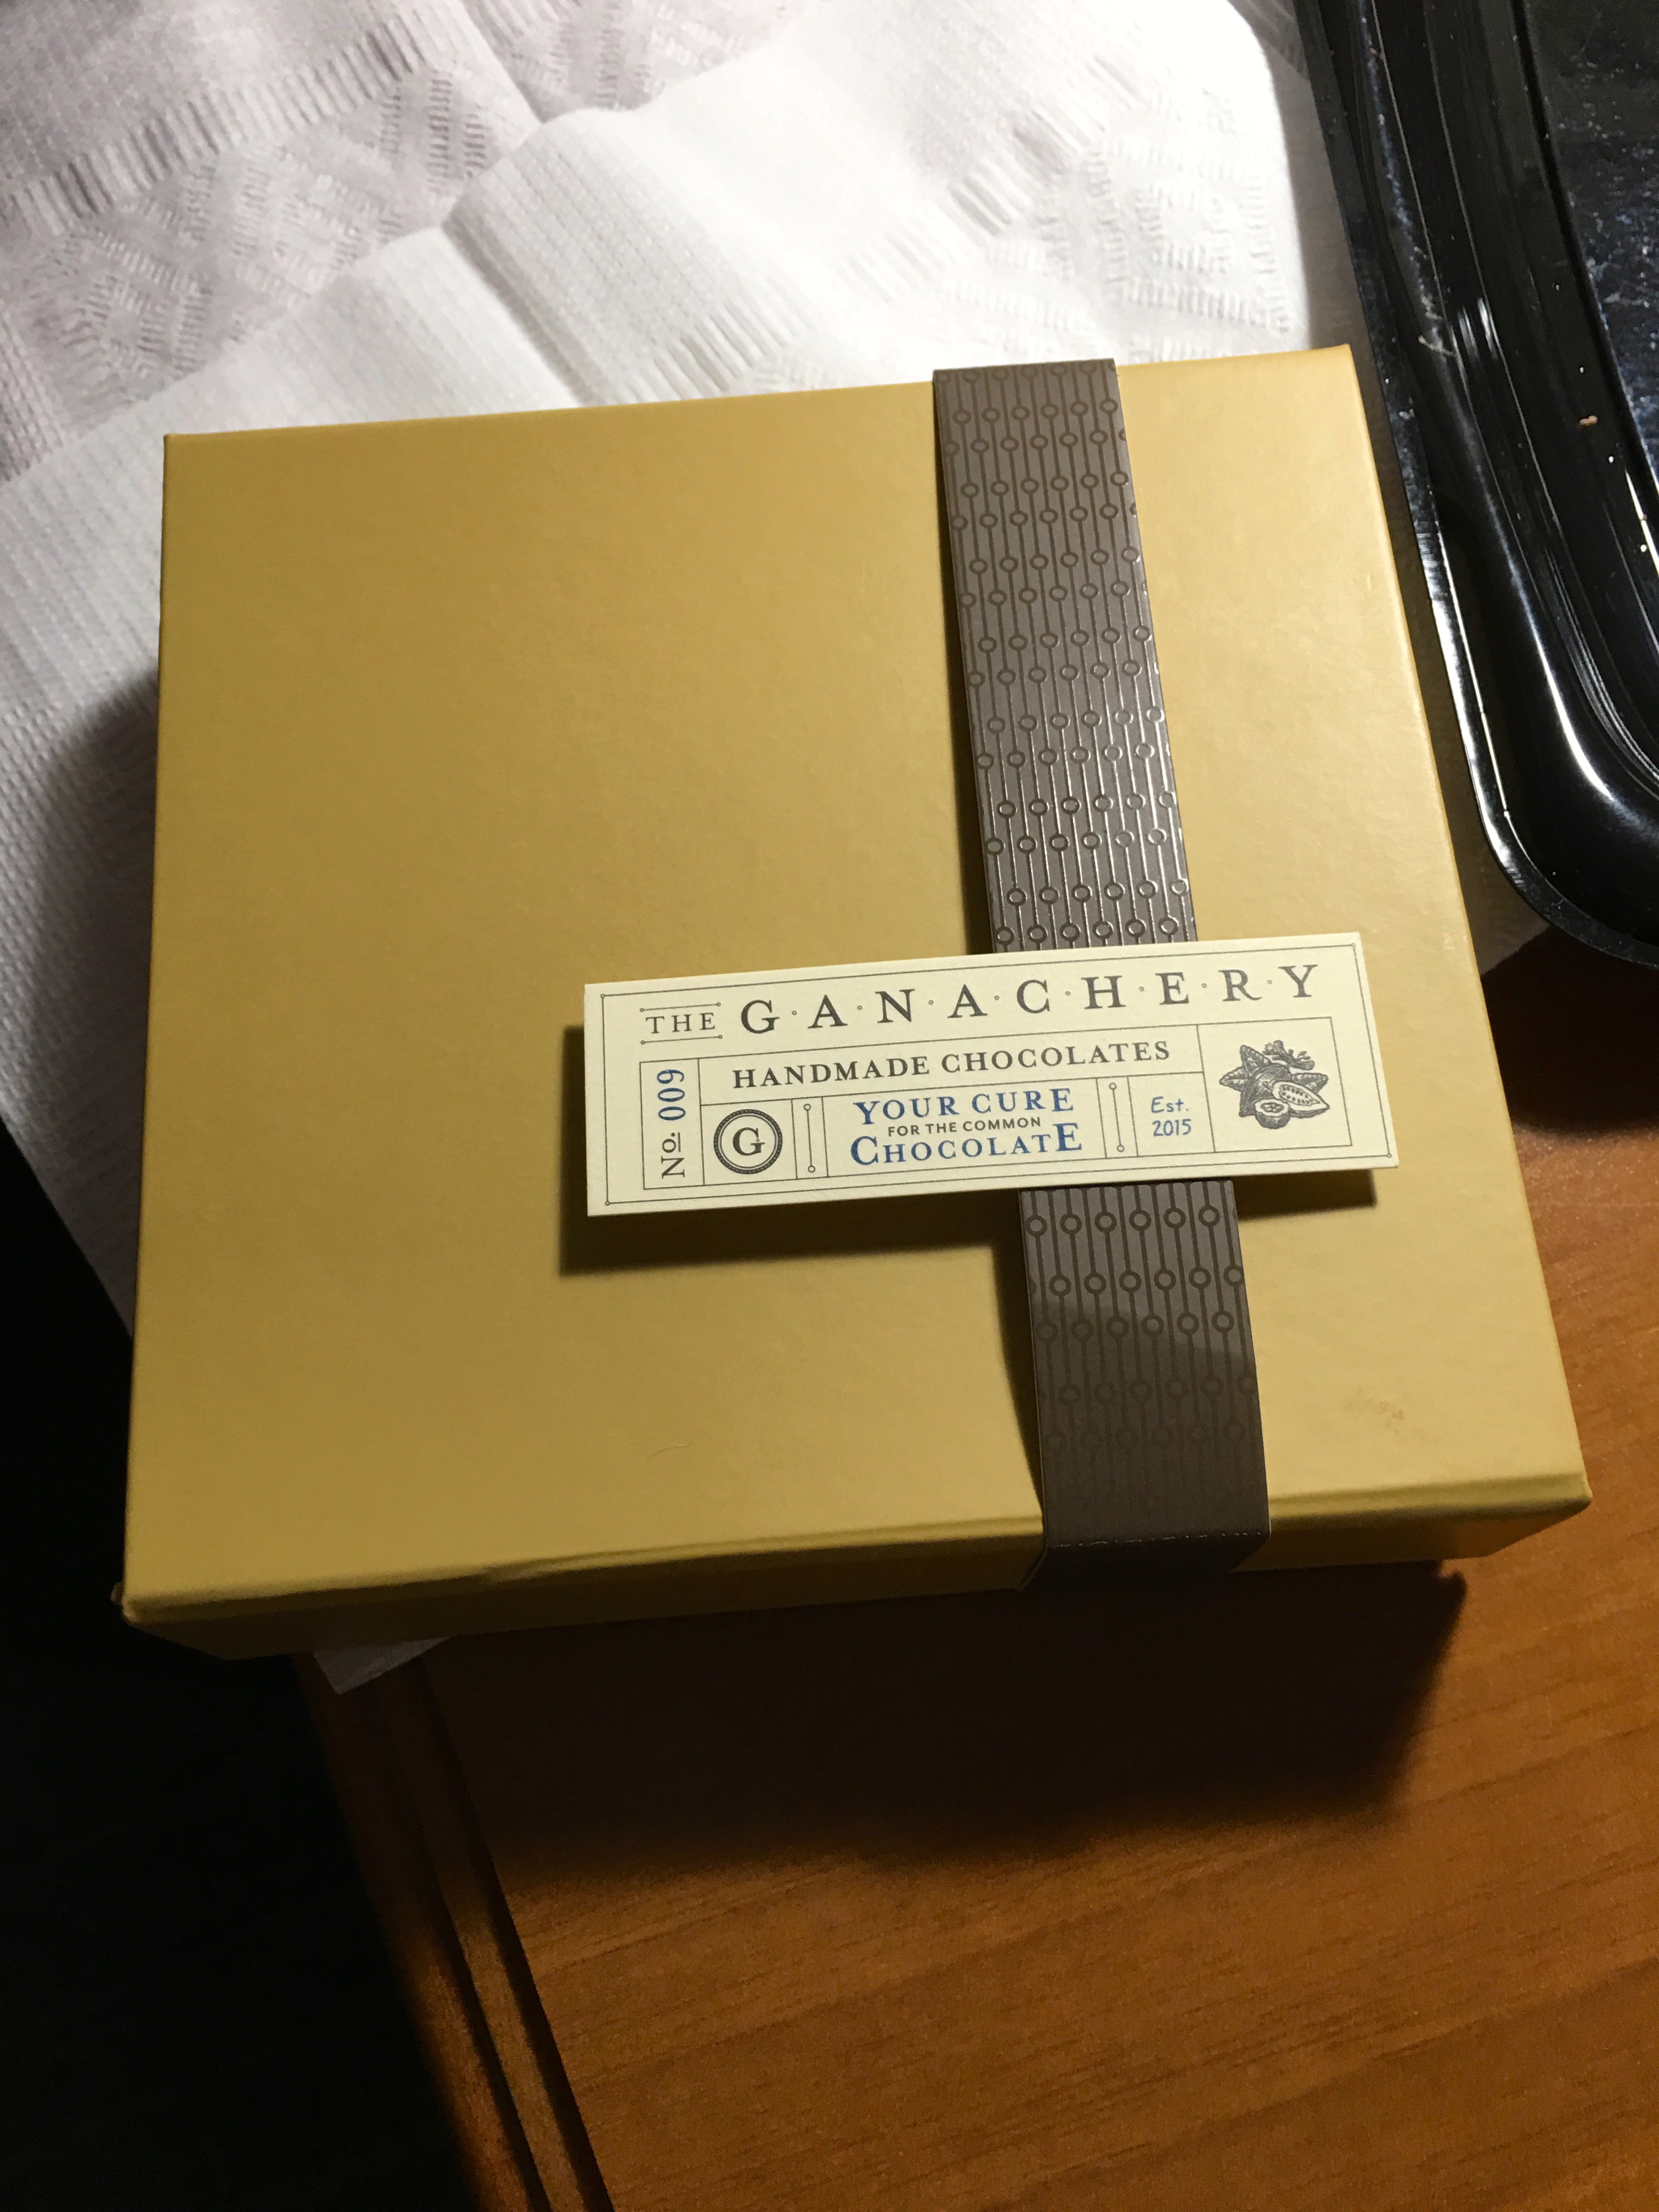 THE G·A·N·A·C·H·E·R·Y
HANDMADE CHOCOLATES
No. 009
G
YOUR CURE
FOR THE COMMON
CHOCOLATE
Est.
2015